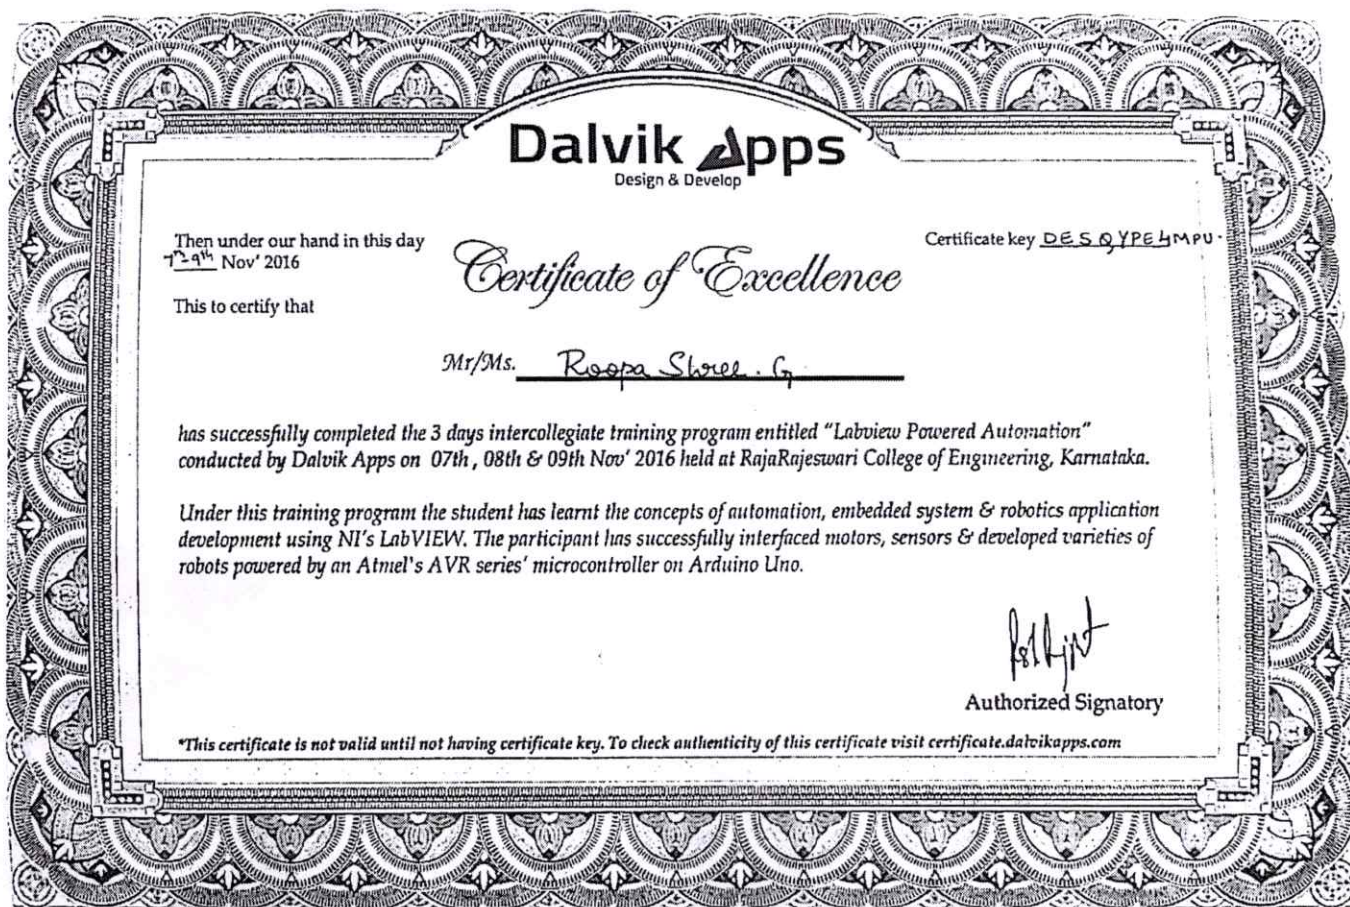 Dalvik Apps
Design & Develop
Then under our hand in this day
7th-9th Nov' 2016
Certificate key DESQYPE4MPU.
Certificate of Excellence
This to certify that
Mr/Ms. Roopa Shree. G
has successfully completed the 3 days intercollegiate training program entitled "Labview Powered Automation"
conducted by Dalvik Apps on 07th, 08th & 09th Nov' 2016 held at RajaRajeswari College of Engineering, Karnataka.
Under this training program the student has learnt the concepts of automation, embedded system & robotics application
development using NI's LabVIEW. The participant has successfully interfaced motors, sensors & developed varieties of
robots powered by an Atmel's AVR series' microcontroller on Arduino Uno.
Authorized Signatory
*This certificate is not valid until not having certificate key. To check authenticity of this certificate visit certificate.dalvikapps.com